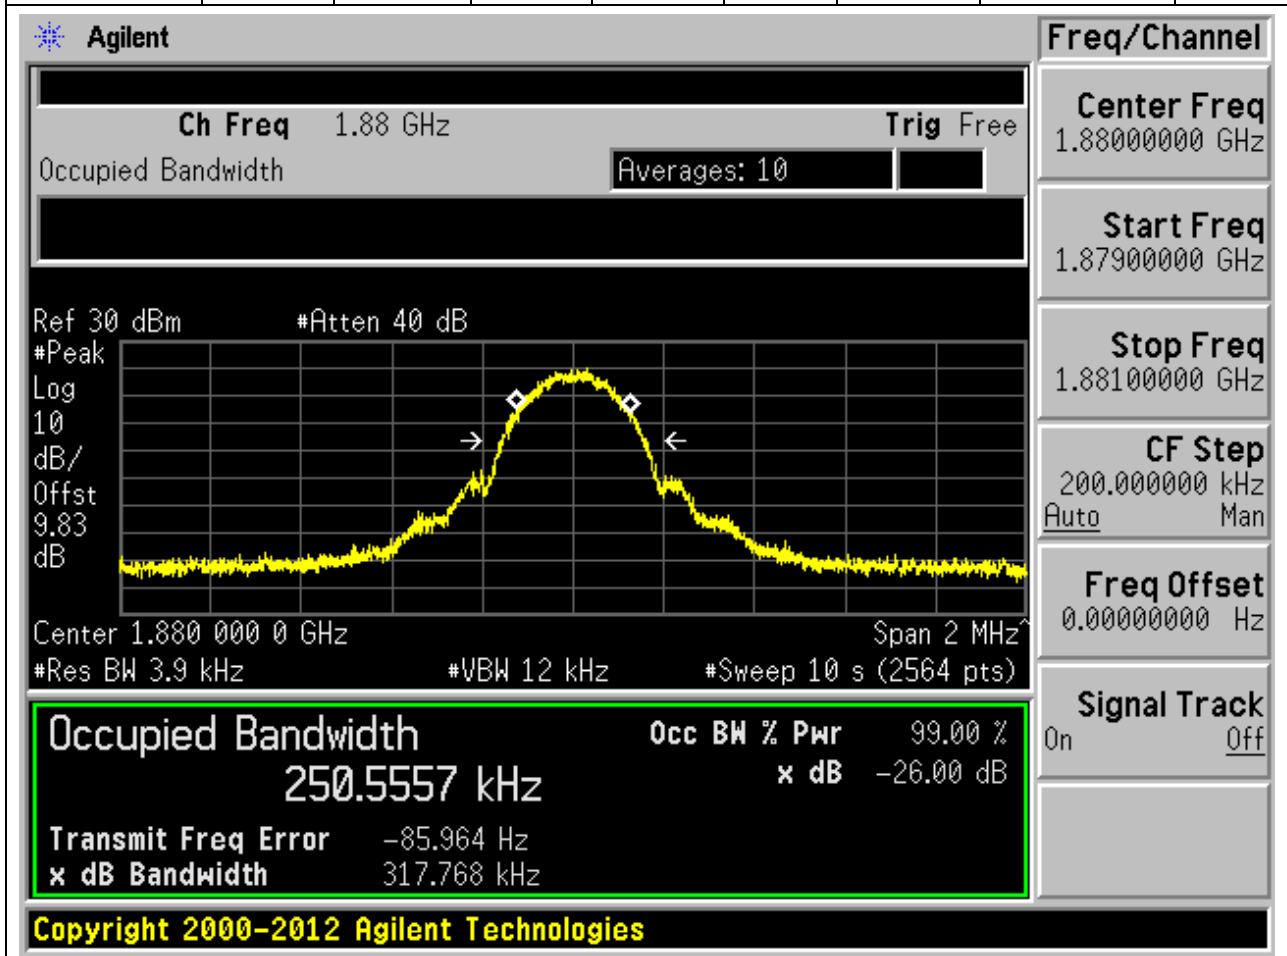 Agilent
Freq/Channel
Ch Freq 1.88 GHz Trig Free
Occupied Bandwidth Averages: 10
Center Freq
1.88000000 GHz
Start Freq
1.87900000 GHz
Stop Freq
1.88100000 GHz
CF Step
200.000000 kHz
Auto Man
Freq Offset
0.00000000 Hz
Signal Track
On Off
Ref 30 dBm #Atten 40 dB
#Peak
Log
10
dB/
Offst
9.83
dB
Center 1.880 000 0 GHz Span 2 MHz^
#Res BW 3.9 kHz #VBW 12 kHz #Sweep 10 s (2564 pts)
Occupied Bandwidth Occ BW % Pwr 99.00 %
250.5557 kHz x dB -26.00 dB
Transmit Freq Error -85.964 Hz
x dB Bandwidth 317.768 kHz
Copyright 2000-2012 Agilent Technologies